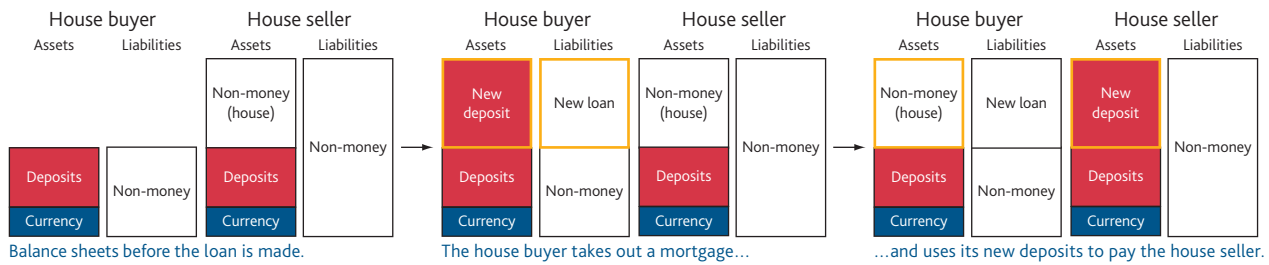 House buyer
House seller
Assets
Liabilities
Assets
Liabilities
Non-money
(house)
Deposits
Non-money
Deposits
Non-money
Currency
Currency
Balance sheets before the loan is made.
House buyer
House seller
Assets
Liabilities
Assets
Liabilities
New
deposit
New loan
Non-money
(house)
Deposits
Non-money
Deposits
Non-money
Currency
Currency
The house buyer takes out a mortgage…
House buyer
House seller
Assets
Liabilities
Assets
Liabilities
Non-money
(house)
New loan
New
deposit
Deposits
Non-money
Deposits
Non-money
Currency
Currency
…and uses its new deposits to pay the house seller.